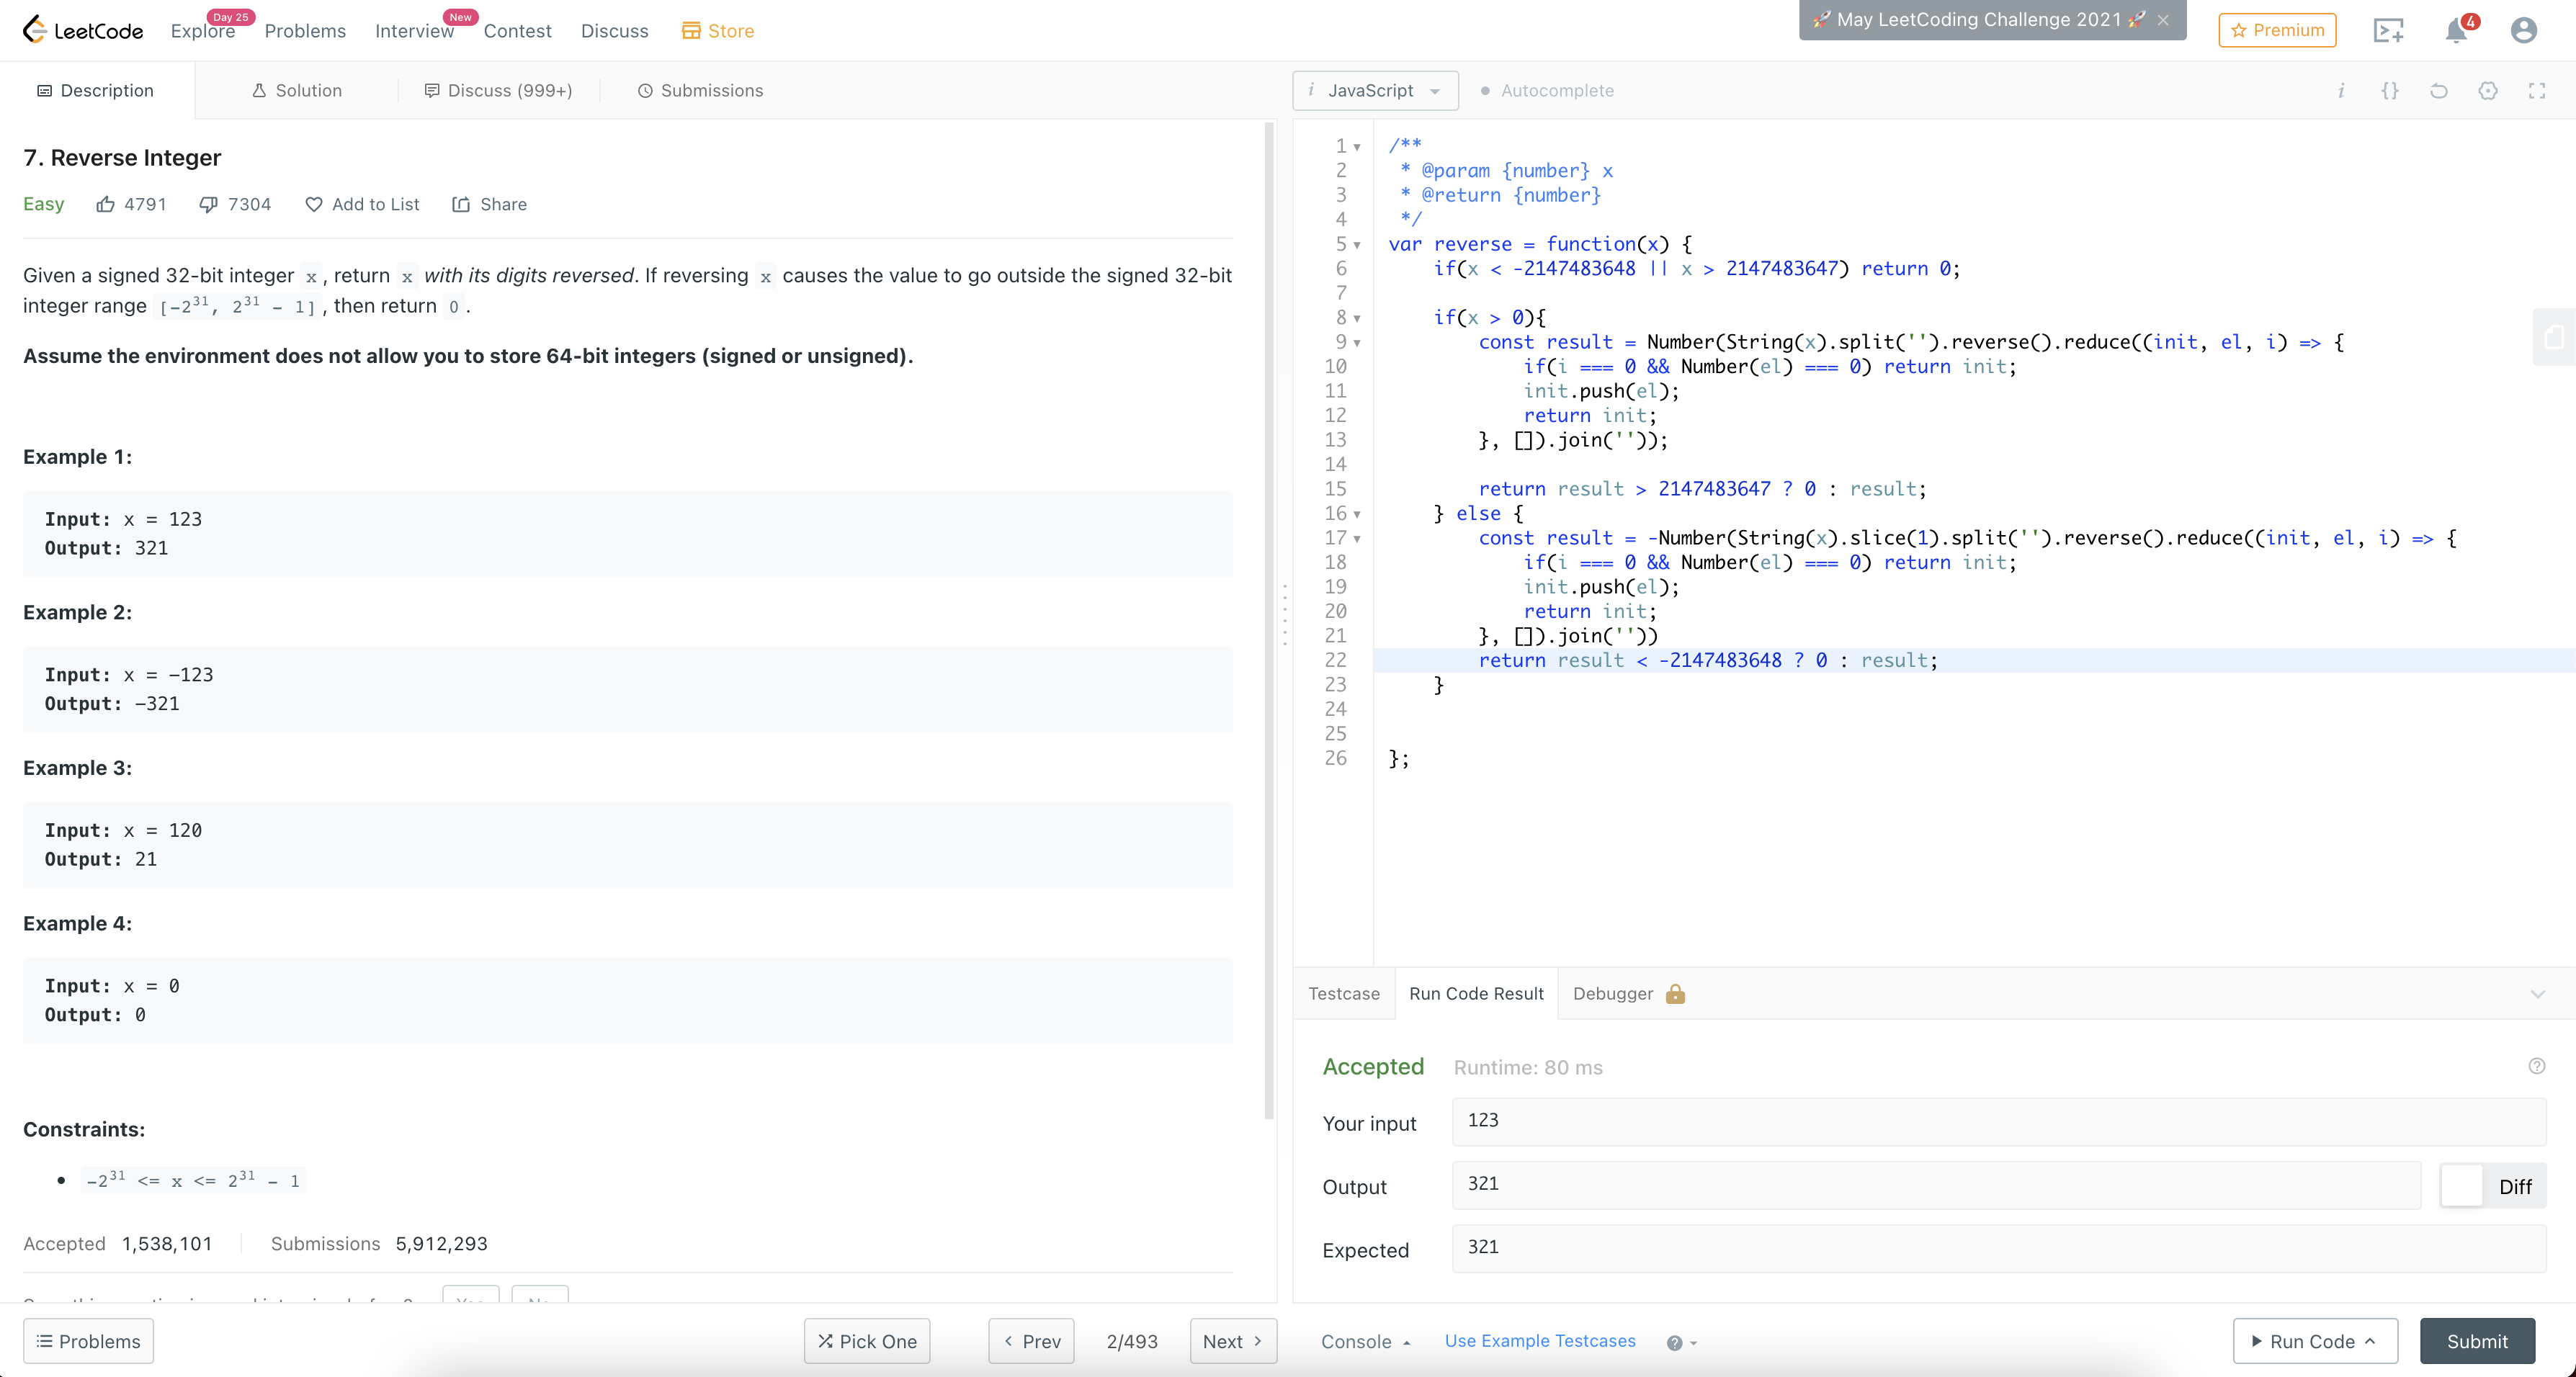 LeetCode Explore Day 25 Problems Interview New Contest Discuss Store
🚀 May LeetCoding Challenge 2021 🚀 × Premium 4
Description Solution Discuss (999+) Submissions
7. Reverse Integer
Easy 4791 7304 Add to List Share
Given a signed 32-bit integer x, return x with its digits reversed. If reversing x causes the value to go outside the signed 32-bit
integer range [-2³¹, 2³¹ - 1], then return 0.
Assume the environment does not allow you to store 64-bit integers (signed or unsigned).
Example 1:
Input: x = 123
Output: 321
Example 2:
Input: x = -123
Output: -321
Example 3:
Input: x = 120
Output: 21
Example 4:
Input: x = 0
Output: 0
Constraints:
• -2³¹ <= x <= 2³¹ - 1
Accepted 1,538,101 Submissions 5,912,293
Problems Pick One Prev 2/493 Next
i JavaScript Autocomplete i {}
1 /**
2  * @param {number} x
3  * @return {number}
4  */
5 var reverse = function(x) {
6     if(x < -2147483648 || x > 2147483647) return 0;
7
8     if(x > 0){
9         const result = Number(String(x).split('').reverse().reduce((init, el, i) => {
10             if(i === 0 && Number(el) === 0) return init;
11             init.push(el);
12             return init;
13         }, []).join(''));
14
15         return result > 2147483647 ? 0 : result;
16     } else {
17         const result = -Number(String(x).slice(1).split('').reverse().reduce((init, el, i) => {
18             if(i === 0 && Number(el) === 0) return init;
19             init.push(el);
20             return init;
21         }, []).join(''))
22         return result < -2147483648 ? 0 : result;
23     }
24
25
26 };
Testcase Run Code Result Debugger
Accepted Runtime: 80 ms ?
Your input 123
Output 321 Diff
Expected 321
Console Use Example Testcases ? Run Code Submit